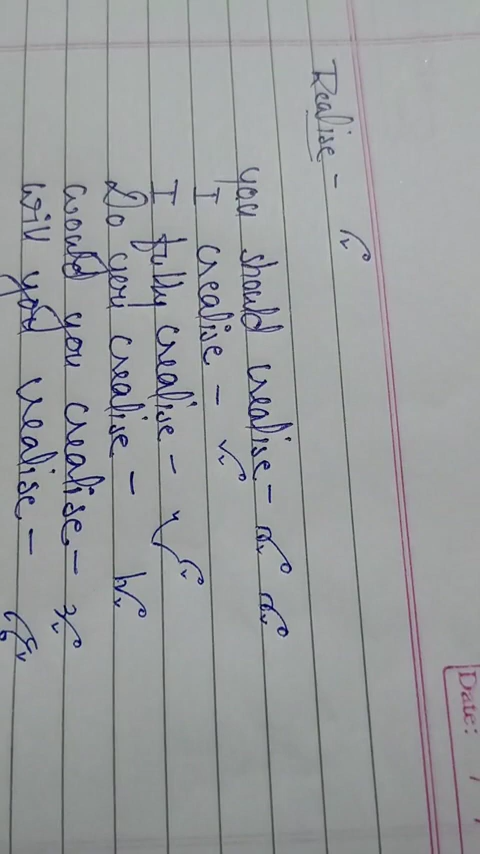 Date: / /
Realise -
you should realise -
I realise -
I fully realise -
Do you realise -
would you realise -
will you realise -